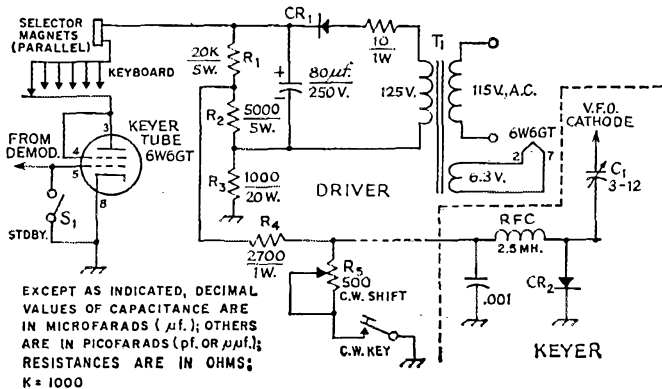 SELECTOR
MAGNETS
(PARALLEL)
KEYBOARD
CR1
10
1W
T1
20K
5W.
R1
+
80µf.
250V.
−
125V.
115V, A.C.
R2
5000
5W.
KEYER
TUBE
6W6GT
3
4
5
8
FROM
DEMOD.
S1
STDBY.
R3
1000
20W.
DRIVER
6.3V.
6W6GT
2
7
V.F.O.
CATHODE
C1
3-12
R4
2700
1W.
R5
500
C.W. SHIFT
C.W. KEY
RFC
2.5MH.
.001
CR2
KEYER
EXCEPT AS INDICATED, DECIMAL
VALUES OF CAPACITANCE ARE
IN MICROFARADS (µf.); OTHERS
ARE IN PICOFARADS (pf. OR µµf.);
RESISTANCES ARE IN OHMS;
K = 1000